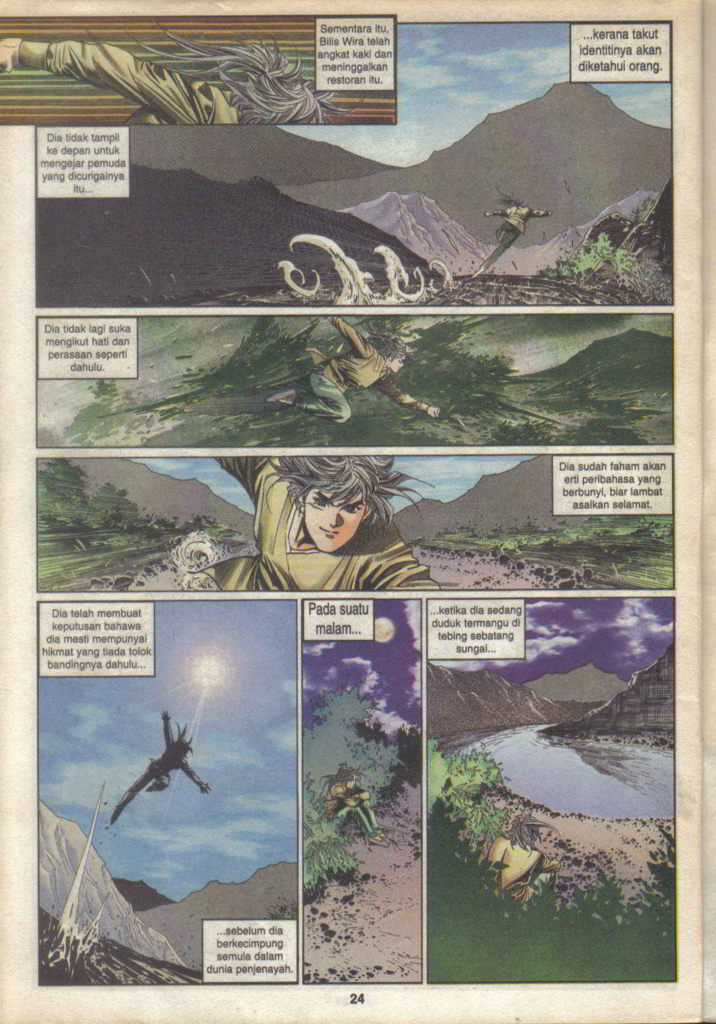 Sementara itu,
Bilis Wira telah
angkat kaki dan
meninggalkan
restoran itu.
Dia tidak tampil
ke depan untuk
mengejar pemuda
yang dicurigainya
itu...
...kerana takut
identitinya akan
diketahui orang.
Dia tidak lagi suka
mengikut hati dan
perasaan seperti
dahulu.
Dia sudah faham akan
erti peribahasa yang
berbunyi, biar lambat
asalkan selamat.
Dia telah membuat
keputusan bahawa
dia mesti mempunyai
hikmat yang tiada tolok
bandingnya dahulu...
...sebelum dia
berkecimpung
semula dalam
dunia penjenayah.
Pada suatu
malam...
...ketika dia sedang
duduk termangu di
tebing sebatang
sungai...
24